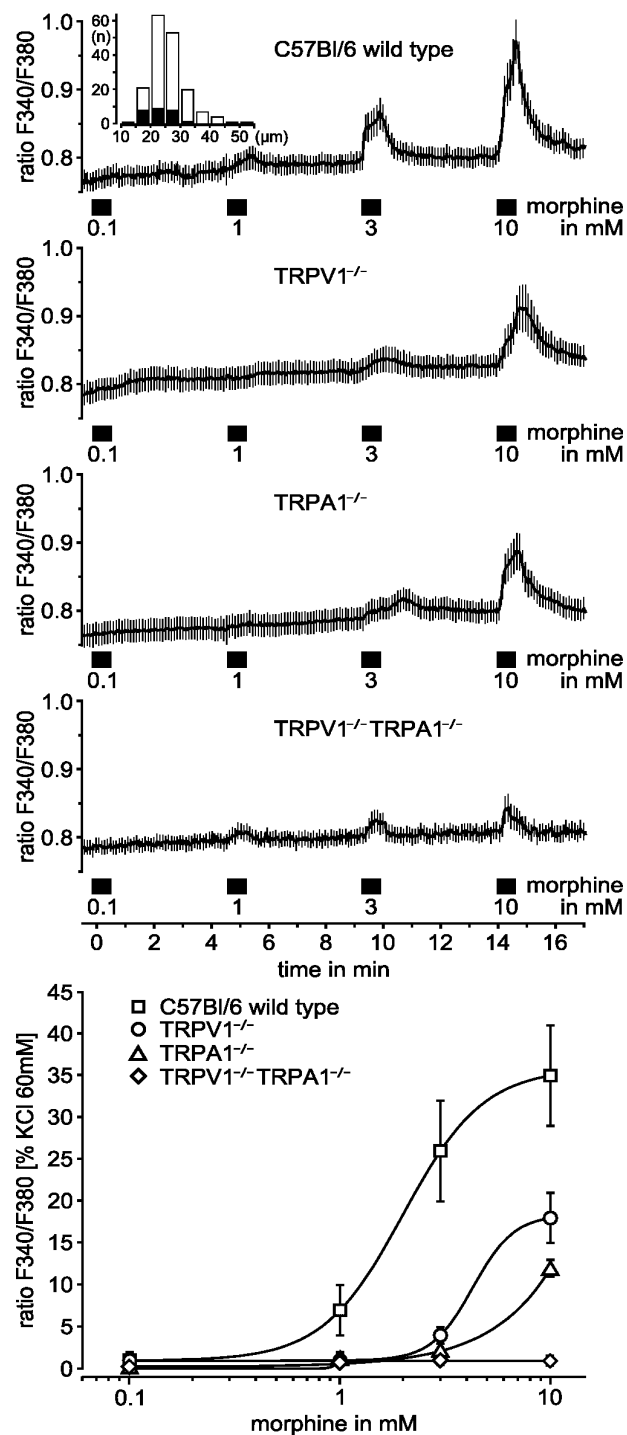 60
(n)
40
20
0
10 20 30 40 50 (μm)
C57Bl/6 wild type
1.0
0.9
0.8
ratio F340/F380
morphine
0.1 1 3 10 in mM
TRPV1⁻/⁻
1.0
0.9
0.8
ratio F340/F380
morphine
0.1 1 3 10 in mM
TRPA1⁻/⁻
1.0
0.9
0.8
ratio F340/F380
morphine
0.1 1 3 10 in mM
TRPV1⁻/⁻TRPA1⁻/⁻
1.0
0.9
0.8
ratio F340/F380
morphine
0.1 1 3 10 in mM
0 2 4 6 8 10 12 14 16
time in min
C57Bl/6 wild type
TRPV1⁻/⁻
TRPA1⁻/⁻
TRPV1⁻/⁻TRPA1⁻/⁻
45
40
35
30
25
20
15
10
5
0
ratio F340/F380 [% KCl 60mM]
0.1 1 10
morphine in mM